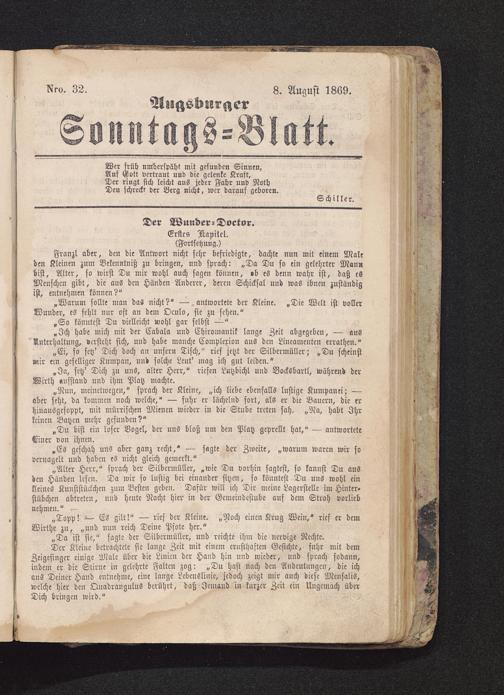 Nro. 32.
8. August 1869.
Augsburger
Sonntags=Blatt.
Wer früh umherspäht mit gesunden Sinnen,
Auf Gott vertraut und die gelenke Kraft,
Der ringt sich leicht aus jeder Fahr und Noth
Den schreckt der Berg nicht, wer darauf geboren.
Schiller.
Der Wunder=Doctor.
Erstes Kapitel.
(Fortsetzung.)
Franzl aber, den die Antwort nicht sehr befriedigte, dachte nun mit einem Male
den Kleinen zum Bekenntniß zu bringen, und sprach: „Da Du so ein gelehrter Mann
bist, Alter, so wirst Du mir wohl auch sagen können, ob es denn wahr ist, daß es
Menschen gibt, die aus den Händen Anderer, deren Schicksal und was ihnen zuständig
ist, entnehmen können?“
„Warum sollte man das nicht?“ — antwortete der Kleine. „Die Welt ist voller
Wunder, es fehlt nur oft an dem Oculo, sie zu sehen.“
„So könntest Du vielleicht wohl gar selbst —“
„Ich habe mich mit der Cabala und Chiromantik lange Zeit abgegeben, — aus
Unterhaltung, versteht sich, und habe manche Complexion aus den Lineamenten errathen.“
„Ei, so setz' Dich doch an unsern Tisch,“ rief jetzt der Silbermüller; „Du scheinst
mir ein geselliger Kumpan, und solche Leut' mag ich gut leiden.“
„Ja, setz' Dich zu uns, alter Herr,“ riefen Lutzbichl und Bocksbartl, während der
Wirth aufstand und ihm Platz machte.
„Nun, meinetwegen,“ sprach der Kleine, „ich liebe ebenfalls lustige Kumpanei; —
aber seht, da kommen noch welche,“ — fuhr er lächelnd fort, als er die Bauern, die er
hinausgefoppt, mit mürrischen Mienen wieder in die Stube treten sah. „Na, habt Ihr
keinen Batzen mehr gefunden?“
„Du bist ein loser Vogel, der uns bloß um den Platz geprellt hat,“ — antwortete
Einer von ihnen.
„Es geschah uns aber ganz recht,“ — sagte der Zweite, „warum waren wir so
vernagelt und haben es nicht gleich gemerkt.“
„Alter Herr,“ sprach der Silbermüller, „wie Du vorhin sagtest, so kannst Du aus
den Händen lesen. Da wir so lustig bei einander sitzen, so könntest Du uns wohl ein
kleines Kunststückchen zum Besten geben. Dafür will ich Die meine Lagerstelle im Hinter-
stübchen abtreten, und heute Nacht hier in der Gemeindestube auf dem Stroh vorlieb
nehmen.“
„Topp! — Es gilt!“ — rief der Kleine. „Noch einen Krug Wein,“ rief er dem
Wirthe zu, „und nun reich Deine Pfote her.“
„Da ist sie,“ sagte der Silbermüller, und reichte ihm die nervige Rechte.
Der Kleine betrachtete sie lange Zeit mit einem ernsthaften Gesichte, fuhr mit dem
Zeigefinger einige Male über die Linien der Hand hin und wieder, und sprach sodann,
indem er die Stirne in gelehrte Falten zog: „Du hast nach den Andeutungen, die ich
aus Deiner Hand entnehme, eine lange Lebenslinie, jedoch zeigt mir auch diese Mensalis,
welche hier den Quadrangulus berührt, daß Jemand in kurzer Zeit ein Ungemach über
Dich bringen wird.“